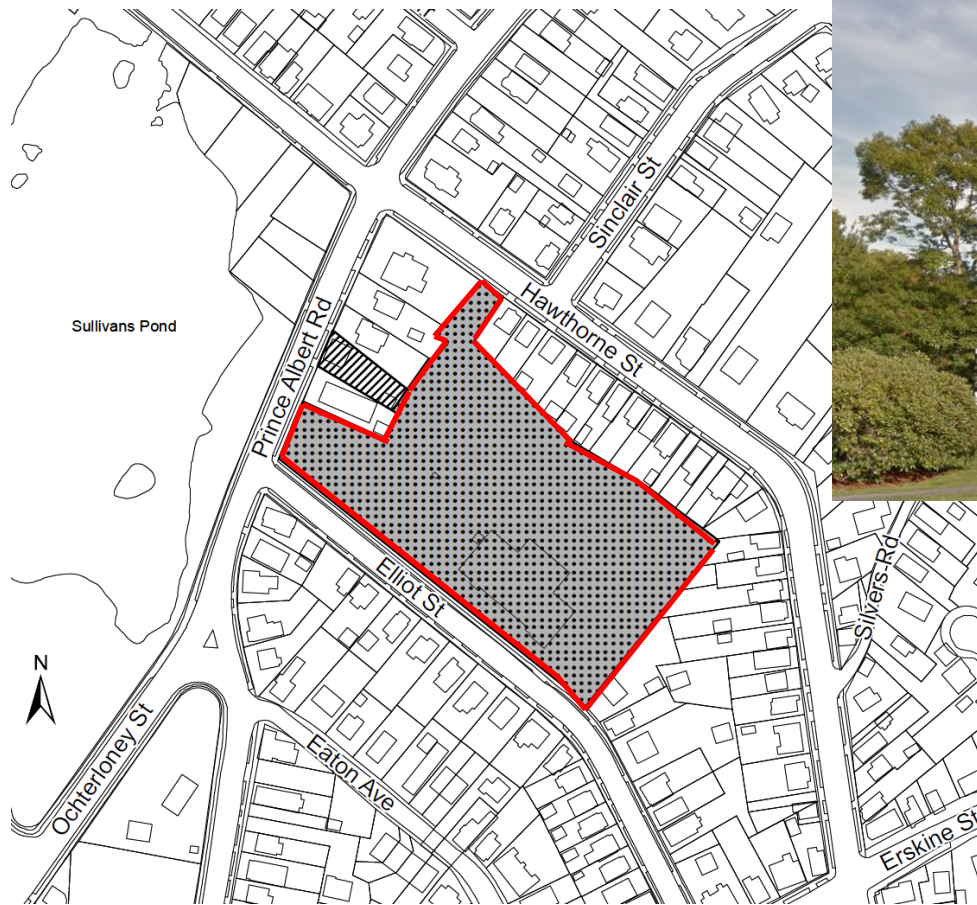 Sinclair St
Hawthorne St
Sullivans Pond
Prince Albert Rd
Elliot St
Silvers Rd
N
Ochterloney St
Eaton Ave
Erskine St